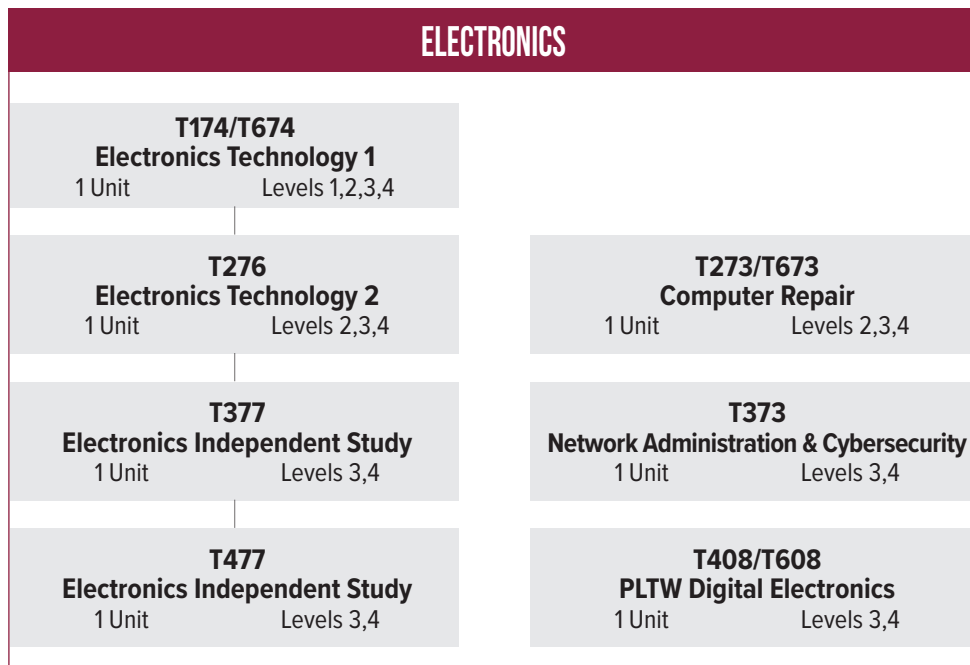 ELECTRONICS
T174/T674
Electronics Technology 1
1 Unit Levels 1,2,3,4
T276
Electronics Technology 2
1 Unit Levels 2,3,4
T377
Electronics Independent Study
1 Unit Levels 3,4
T477
Electronics Independent Study
1 Unit Levels 3,4
T273/T673
Computer Repair
1 Unit Levels 2,3,4
T373
Network Administration & Cybersecurity
1 Unit Levels 3,4
T408/T608
PLTW Digital Electronics
1 Unit Levels 3,4